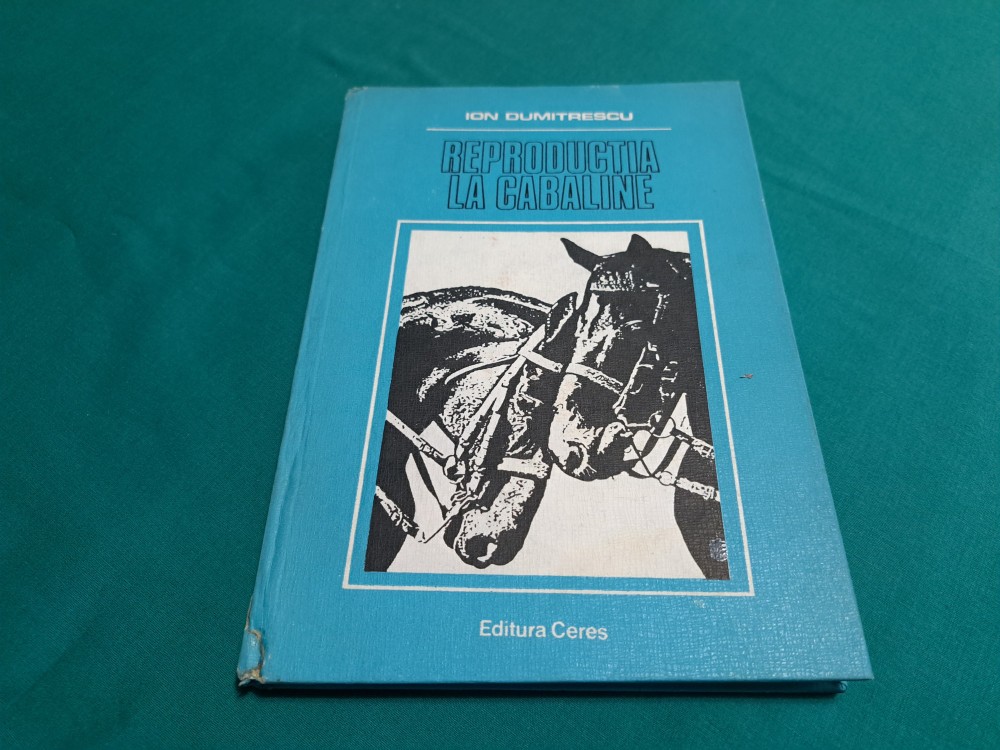 ION DUMITRESCU
REPRODUCTIA
LA CABALINE
Editura Ceres